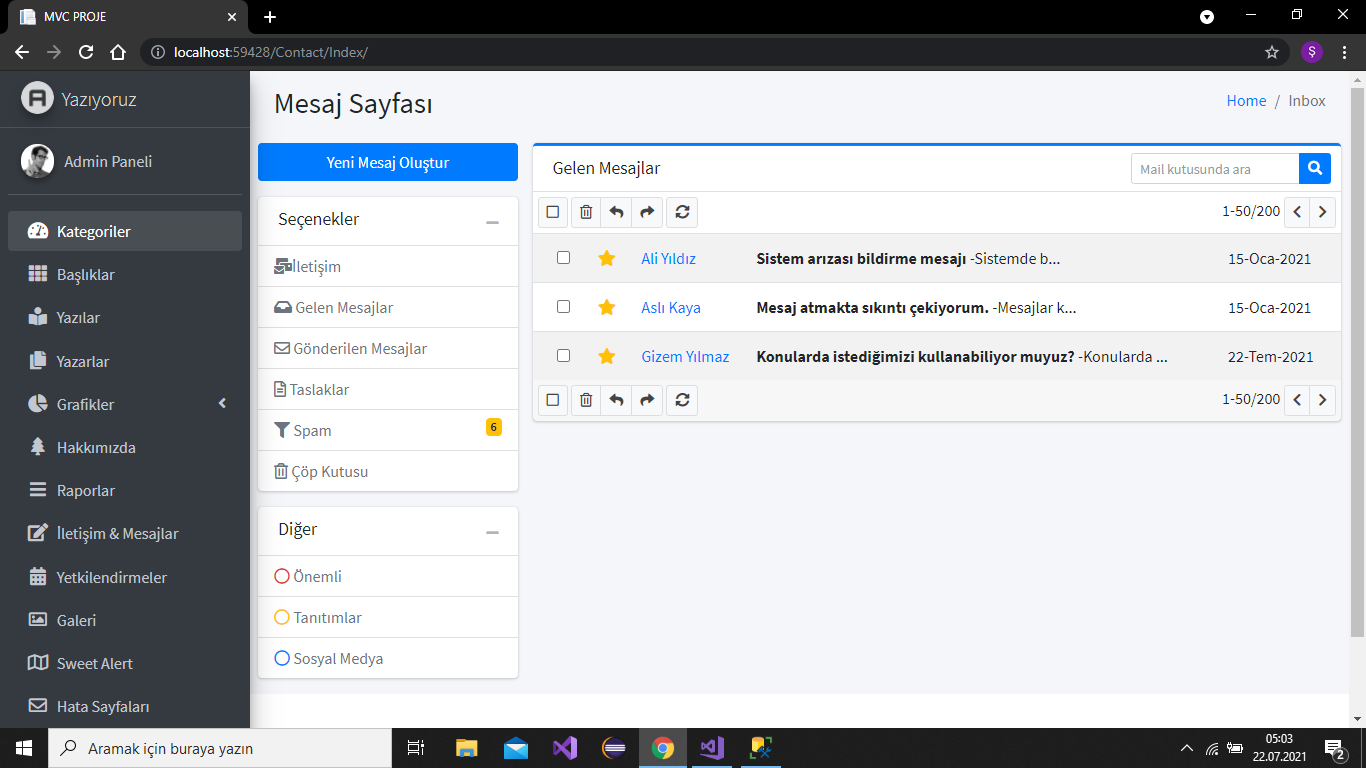 MVC PROJE
localhost:59428/Contact/Index/
Ş
Yazıyoruz
Admin Paneli
Kategoriler
Başlıklar
Yazılar
Yazarlar
Grafikler
Hakkımızda
Raporlar
İletişim & Mesajlar
Yetkilendirmeler
Galeri
Sweet Alert
Hata Sayfaları
Mesaj Sayfası
Home / Inbox
Yeni Mesaj Oluştur
Seçenekler
İletişim
Gelen Mesajlar
Gönderilen Mesajlar
Taslaklar
Spam 6
Çöp Kutusu
Diğer
Önemli
Tanıtımlar
Sosyal Medya
Gelen Mesajlar
Mail kutusunda ara
1-50/200
Ali Yıldız Sistem arızası bildirme mesajı -Sistemde b... 15-Oca-2021
Aslı Kaya Mesaj atmakta sıkıntı çekiyorum. -Mesajlar k... 15-Oca-2021
Gizem Yılmaz Konularda istediğimizi kullanabiliyor muyuz? -Konularda ... 22-Tem-2021
1-50/200
Aramak için buraya yazın
05:03
22.07.2021
2